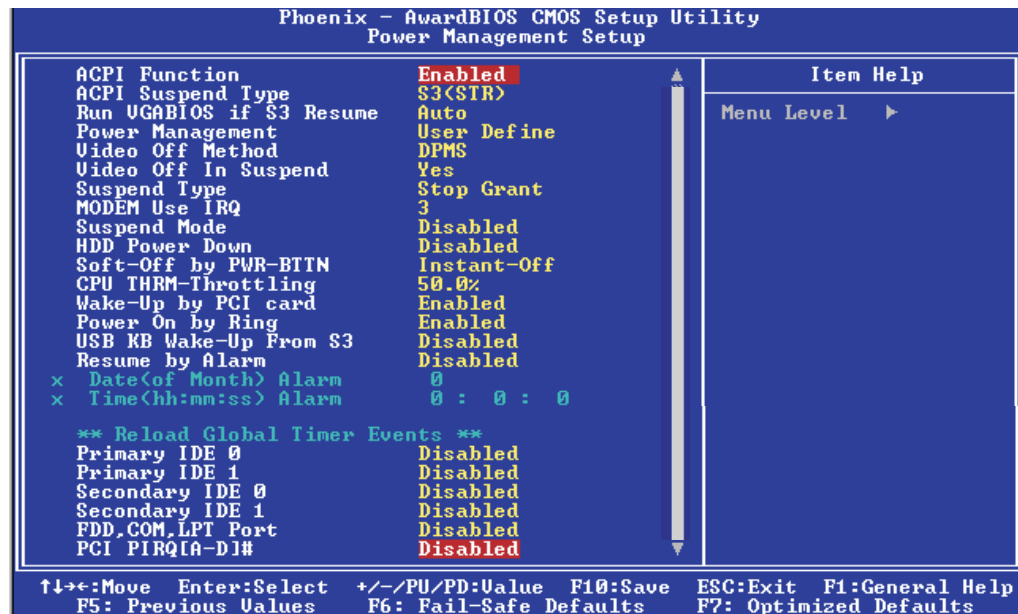 Phoenix - AwardBIOS CMOS Setup Utility
Power Management Setup
ACPI Function Enabled
ACPI Suspend Type S3(STR)
Run VGABIOS if S3 Resume Auto
Power Management User Define
Video Off Method DPMS
Video Off In Suspend Yes
Suspend Type Stop Grant
MODEM Use IRQ 3
Suspend Mode Disabled
HDD Power Down Disabled
Soft-Off by PWR-BTTN Instant-Off
CPU THRM-Throttling 50.0%
Wake-Up by PCI card Enabled
Power On by Ring Enabled
USB KB Wake-Up From S3 Disabled
Resume by Alarm Disabled
x Date(of Month) Alarm 0
x Time(hh:mm:ss) Alarm 0 : 0 : 0
** Reload Global Timer Events **
Primary IDE 0 Disabled
Primary IDE 1 Disabled
Secondary IDE 0 Disabled
Secondary IDE 1 Disabled
FDD,COM,LPT Port Disabled
PCI PIRQ[A-D]# Disabled
Item Help
Menu Level ►
↑↓→←:Move Enter:Select +/-/PU/PD:Value F10:Save ESC:Exit F1:General Help
F5: Previous Values F6: Fail-Safe Defaults F7: Optimized Defaults